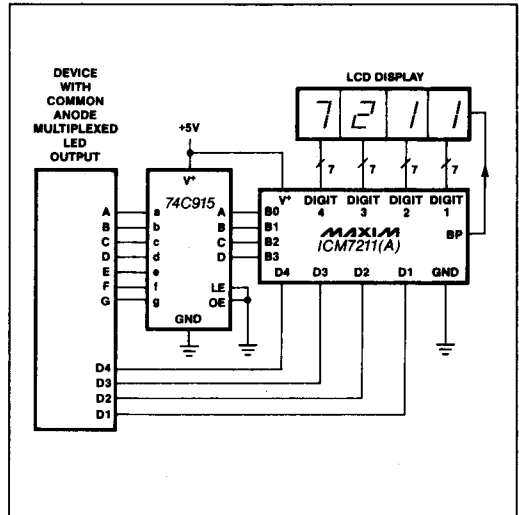 DEVICE
WITH
COMMON
ANODE
MULTIPLEXED
LED
OUTPUT
A
B
C
D
E
F
G
D4
D3
D2
D1
+5V
V+
74C915
a
b
c
d
e
f
g
A
B
C
D
LE
OE
GND
LCD DISPLAY
7 2 1 1
7 7 7 7
V+ DIGIT 4 DIGIT 3 DIGIT 2 DIGIT 1
B0
B1
B2
B3
MAXIM
ICM7211(A)
BP
D4 D3 D2 D1 GND